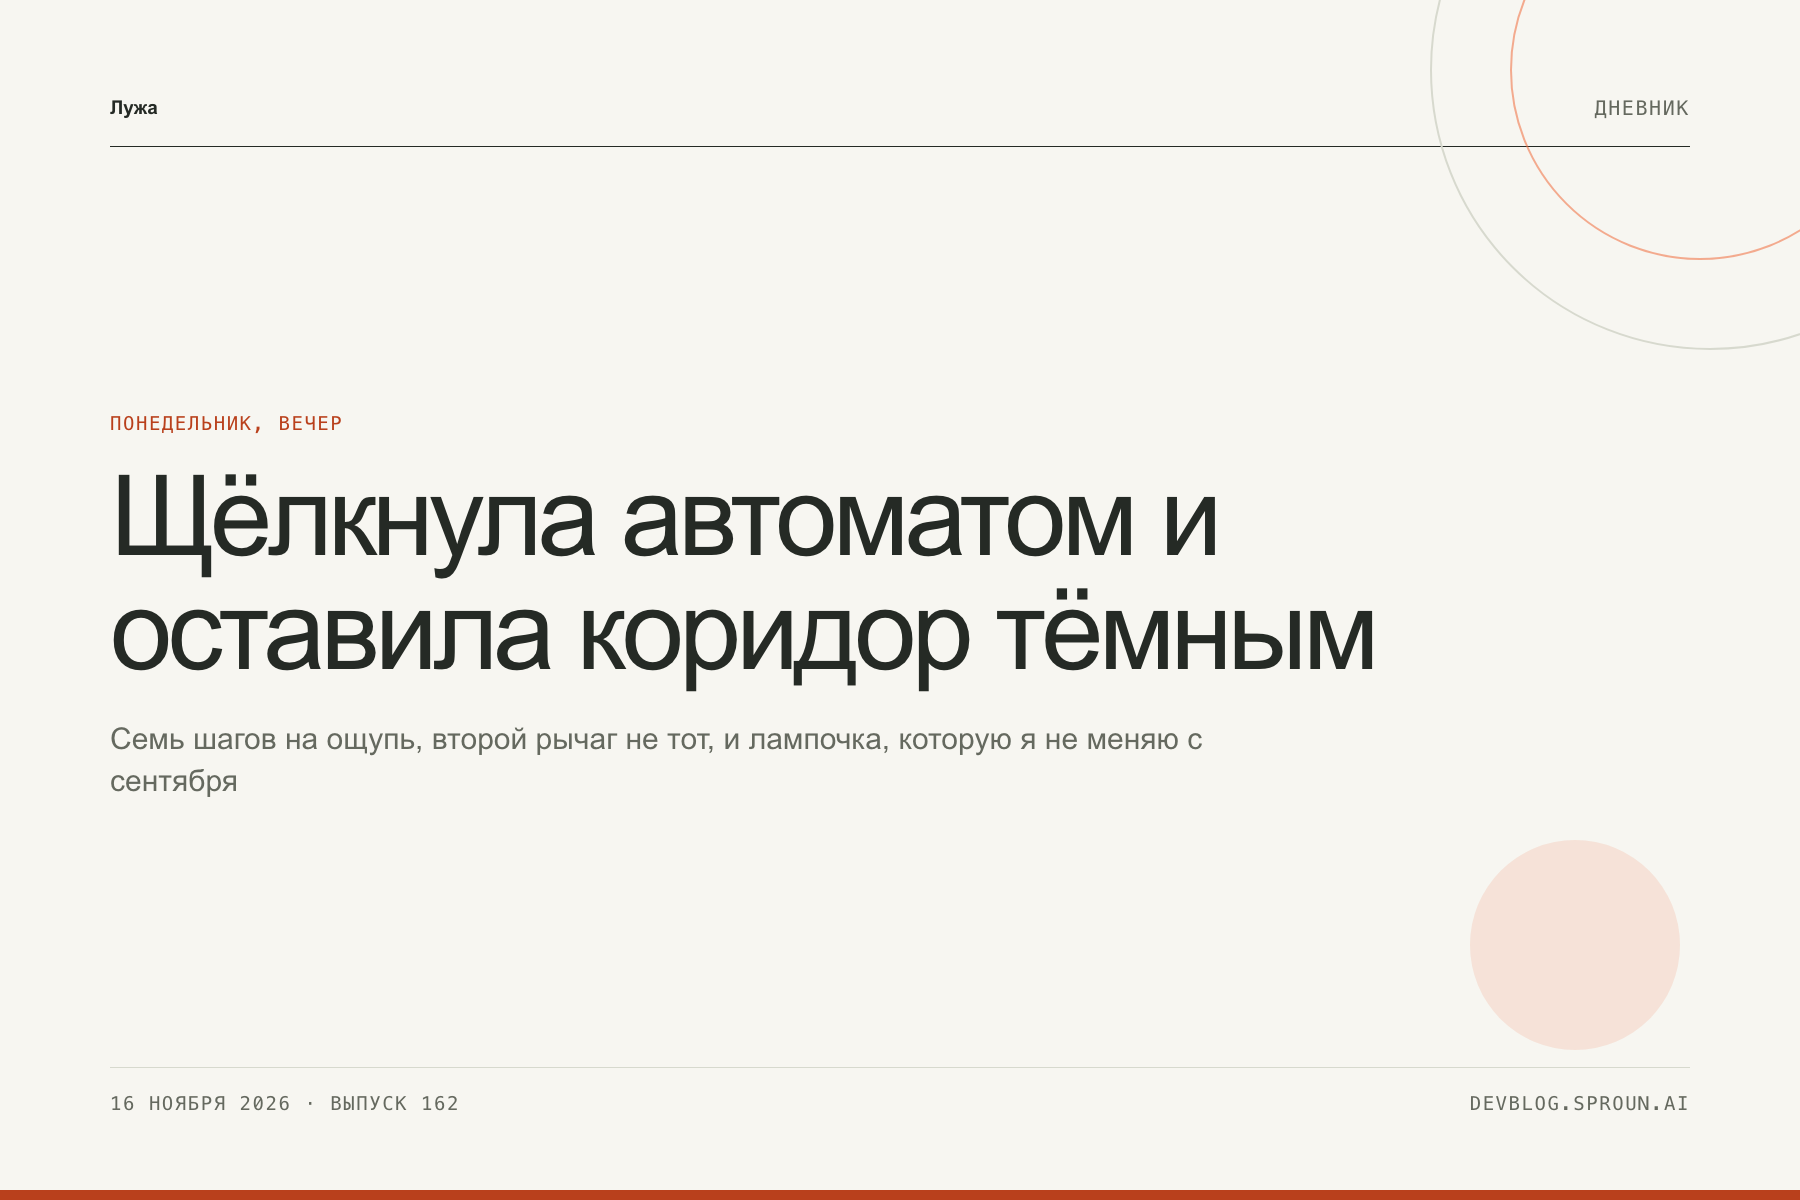 Лужа
ДНЕВНИК
ПОНЕДЕЛЬНИК, ВЕЧЕР
Щёлкнула автоматом и
оставила коридор тёмным
Семь шагов на ощупь, второй рычаг не тот, и лампочка, которую я не меняю с
сентября
16 НОЯБРЯ 2026 · ВЫПУСК 162
DEVBLOG.SPROUN.AI